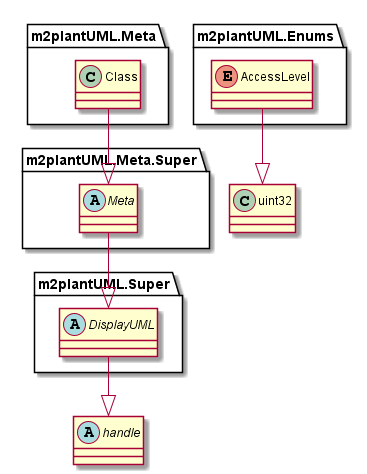 m2plantUML.Meta
m2plantUML.Enums
C Class
E AccessLevel
m2plantUML.Meta.Super
A Meta
C uint32
m2plantUML.Super
A DisplayUML
A handle